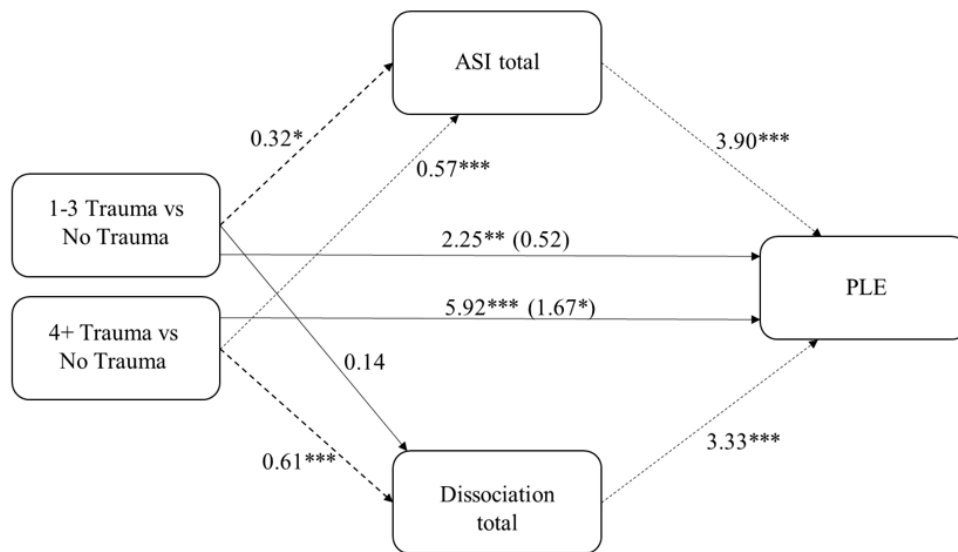 ASI total
0.32*
0.57***
3.90***
1-3 Trauma vs
No Trauma
2.25** (0.52)
PLE
5.92*** (1.67*)
4+ Trauma vs
No Trauma
0.14
0.61***
3.33***
Dissociation
total